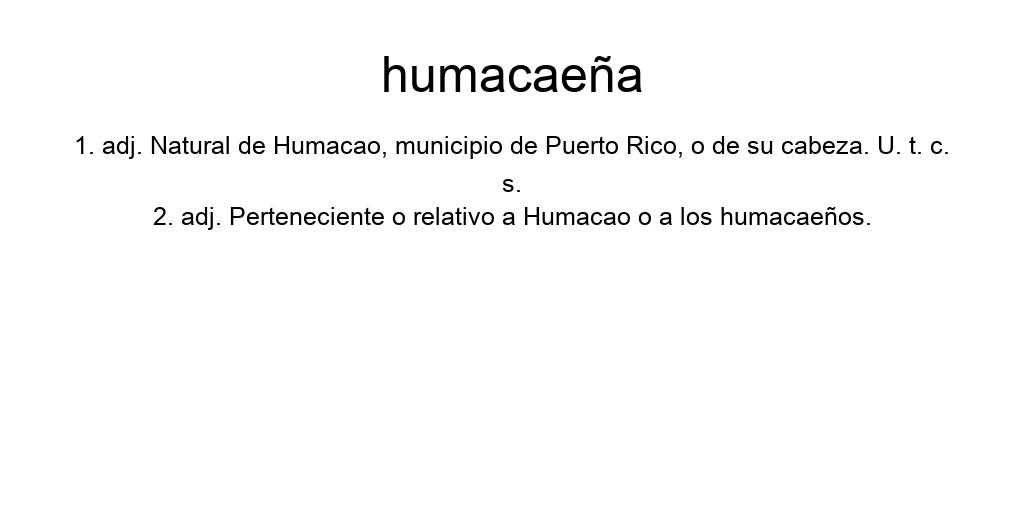 humacaeña
1. adj. Natural de Humacao, municipio de Puerto Rico, o de su cabeza. U. t. c.
s.
2. adj. Perteneciente o relativo a Humacao o a los humacaeños.